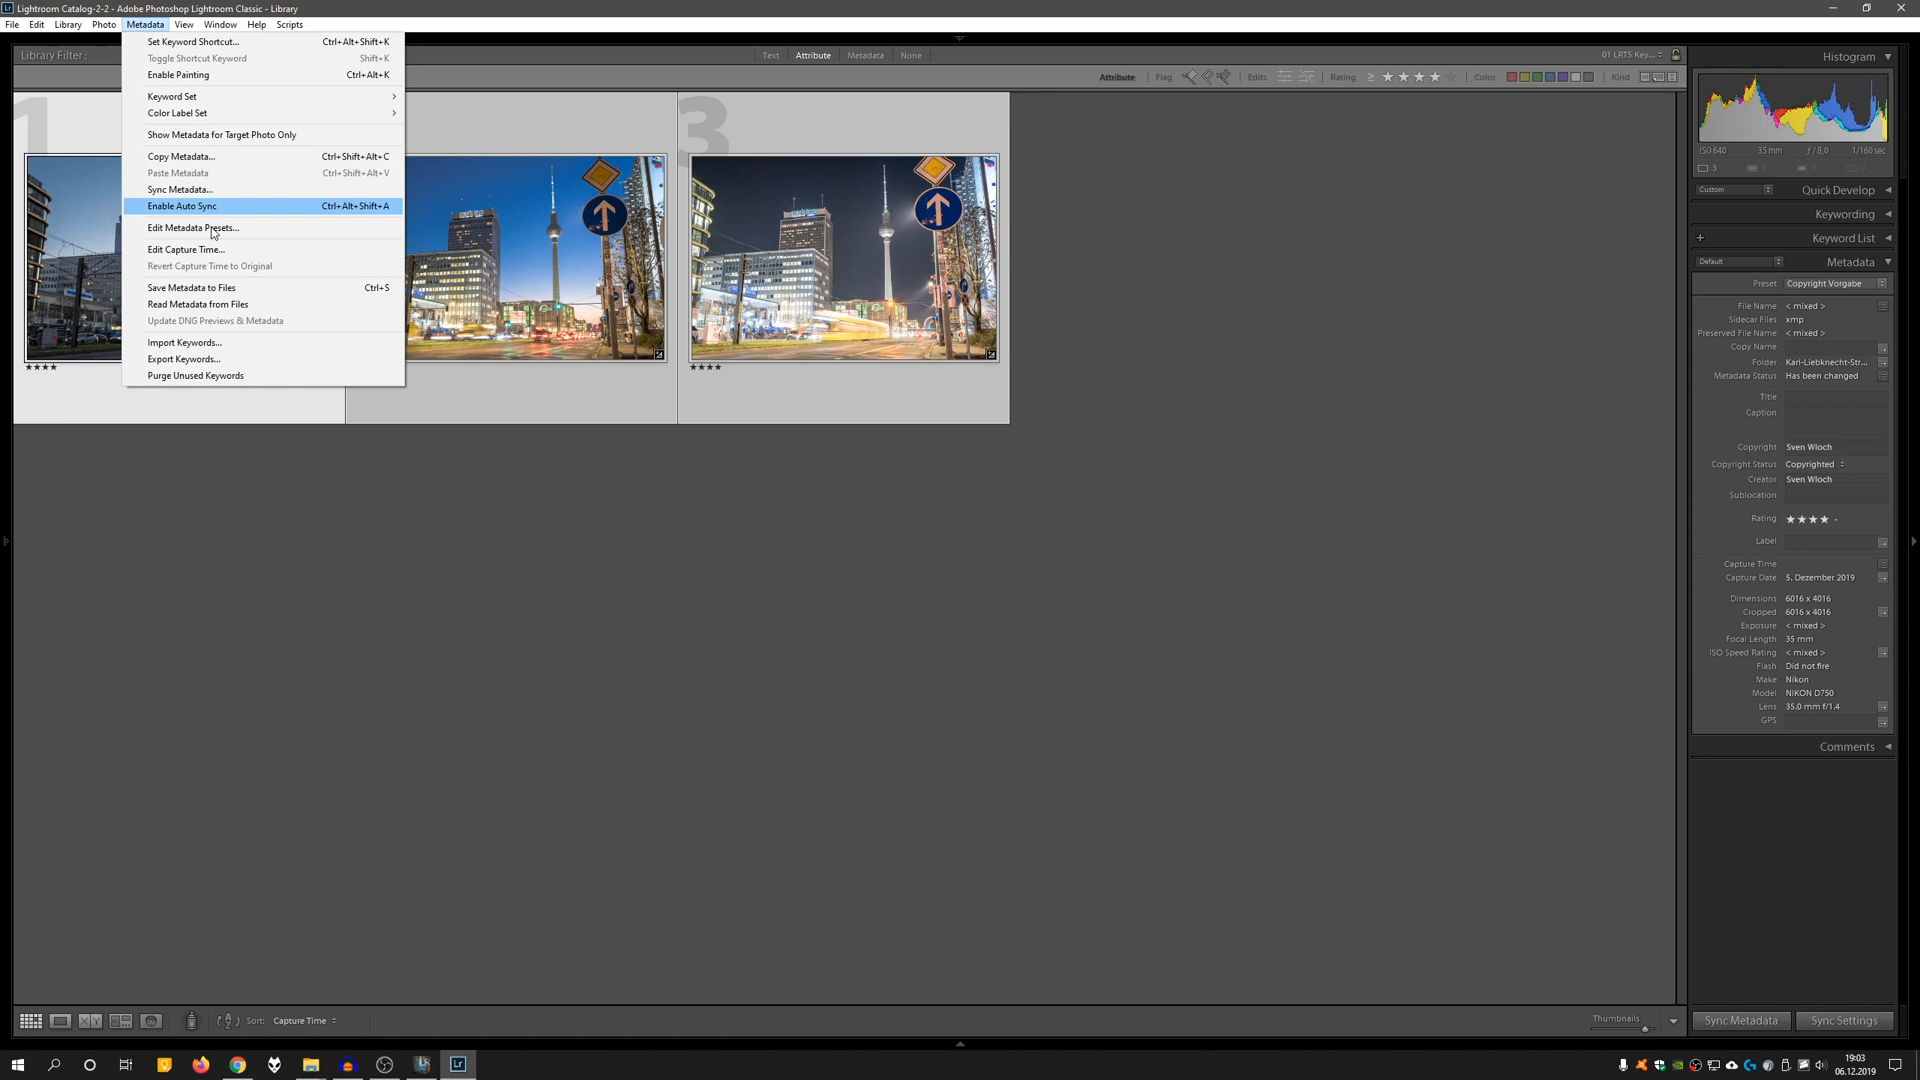 Lightroom Catalog-2-2 - Adobe Photoshop Lightroom Classic - Library
File Edit Library Photo Metadata View Window Help Scripts
Library Filter :
Text Attribute Metadata None
01 LRTS Key...
Attribute Flag Edits Rating ≥ ★★★★ Color Kind
Set Keyword Shortcut... Ctrl+Alt+Shift+K
Toggle Shortcut Keyword Shift+K
Enable Painting Ctrl+Alt+K
Keyword Set
Color Label Set
Show Metadata for Target Photo Only
Copy Metadata... Ctrl+Shift+Alt+C
Paste Metadata Ctrl+Shift+Alt+V
Sync Metadata...
Enable Auto Sync Ctrl+Alt+Shift+A
Edit Metadata Presets...
Edit Capture Time...
Revert Capture Time to Original
Save Metadata to Files Ctrl+S
Read Metadata from Files
Update DNG Previews & Metadata
Import Keywords...
Export Keywords...
Purge Unused Keywords
1
3
★★★★
★★★★
Histogram
ISO 640 35 mm ƒ / 8,0 1/160 sec
3 0 0 0
Custom Quick Develop
Keywording
+ Keyword List
Default Metadata
Preset Copyright Vorgabe
File Name < mixed >
Sidecar Files xmp
Preserved File Name < mixed >
Copy Name
Folder Karl-Liebknecht-Str...
Metadata Status Has been changed
Title
Caption
Copyright Sven Wloch
Copyright Status Copyrighted
Creator Sven Wloch
Sublocation
Rating ★★★★ ·
Label
Capture Time
Capture Date 5. Dezember 2019
Dimensions 6016 x 4016
Cropped 6016 x 4016
Exposure < mixed >
Focal Length 35 mm
ISO Speed Rating < mixed >
Flash Did not fire
Make Nikon
Model NIKON D750
Lens 35.0 mm f/1.4
GPS
Comments
Sort: Capture Time
Thumbnails
Sync Metadata Sync Settings
Lr
19:03
06.12.2019